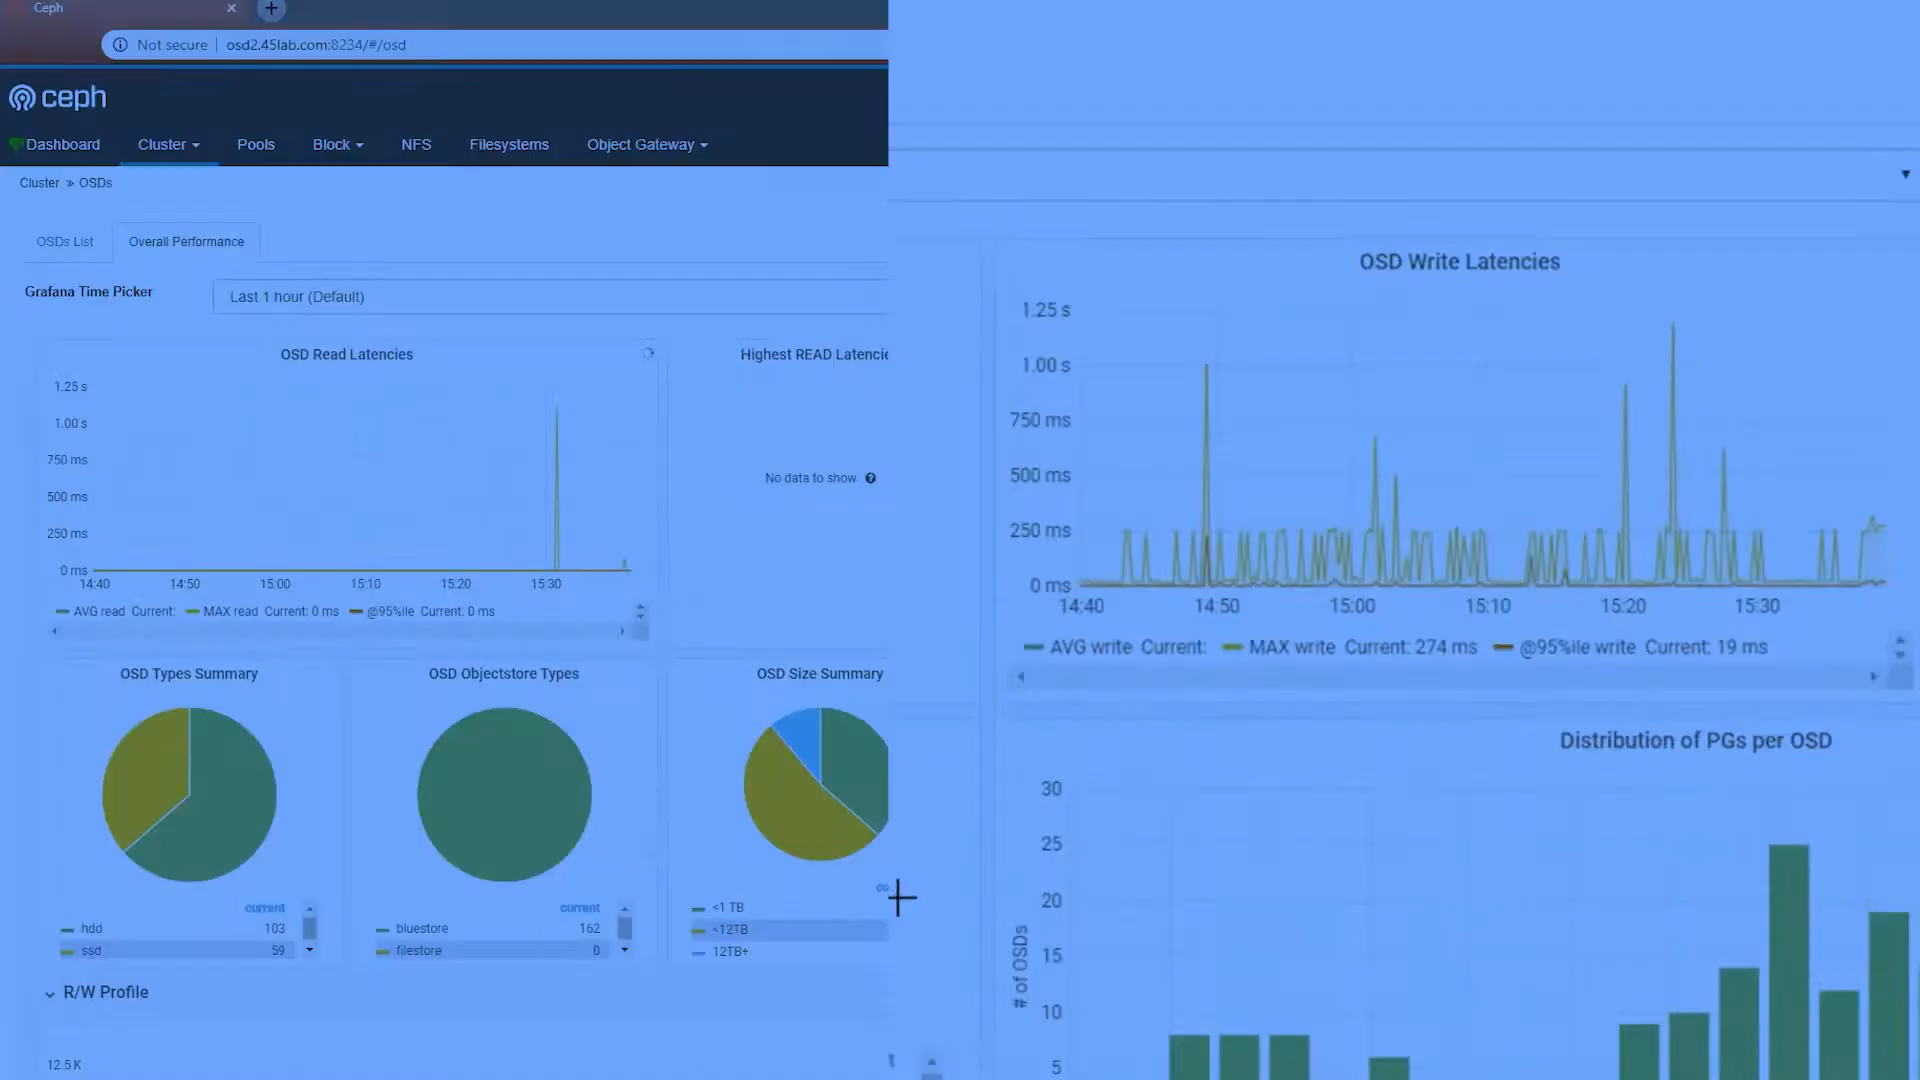 Ceph
Not secure osd2.45lab.com:8234/#/osd
ceph
Dashboard Cluster Pools Block NFS Filesystems Object Gateway
Cluster » OSDs
OSDs List Overall Performance
Grafana Time Picker Last 1 hour (Default)
OSD Read Latencies
1.25 s
1.00 s
750 ms
500 ms
250 ms
0 ms
14:40 14:50 15:00 15:10 15:20 15:30
AVG read Current: MAX read Current: 0 ms @95%ile Current: 0 ms
Highest READ Latencie
No data to show
OSD Types Summary
current
hdd 103
ssd 59
OSD Objectstore Types
current
bluestore 162
filestore 0
OSD Size Summary
<1 TB
<12TB
12TB+
R/W Profile
12.5 K
OSD Write Latencies
1.25 s
1.00 s
750 ms
500 ms
250 ms
0 ms
14:40 14:50 15:00 15:10 15:20 15:30
AVG write Current: MAX write Current: 274 ms @95%ile write Current: 19 ms
Distribution of PGs per OSD
30
25
20
15
10
5
# of OSDs